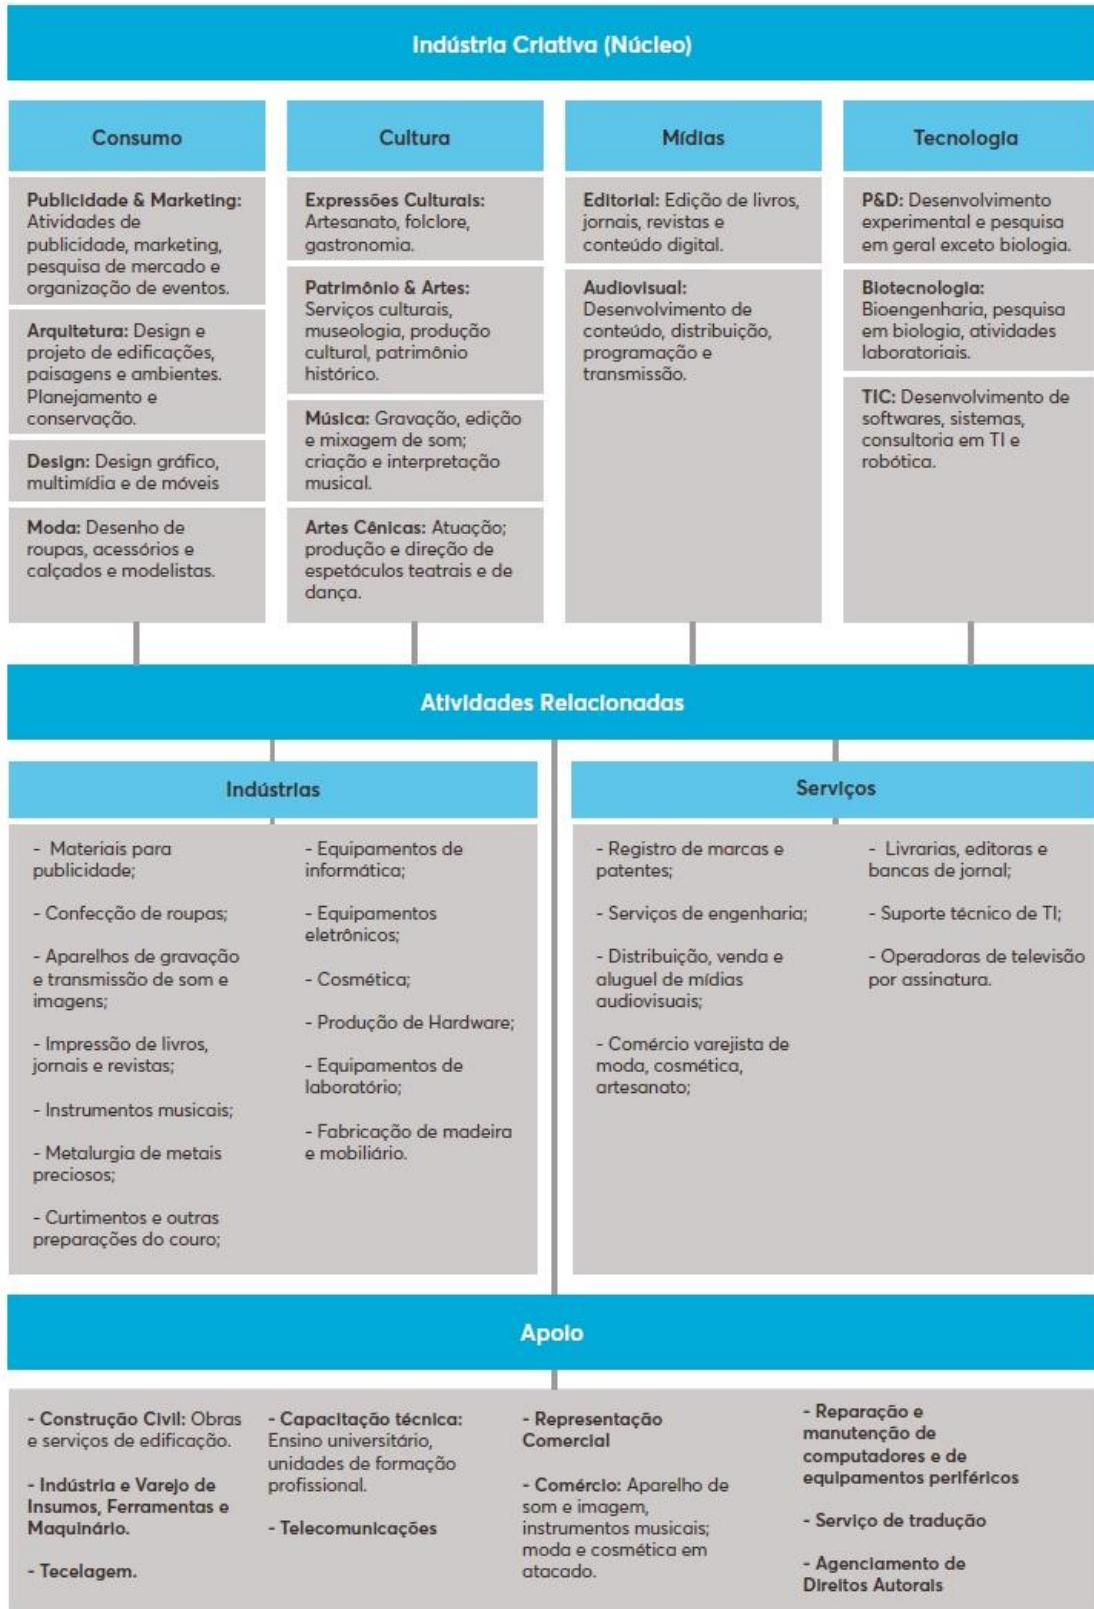 Indústria Criativa (Núcleo)
Consumo
Publicidade & Marketing:
Atividades de
publicidade, marketing,
pesquisa de mercado e
organização de eventos.
Arquitetura: Design e
projeto de edificações,
paisagens e ambientes.
Planejamento e
conservação.
Design: Design gráfico,
multimídia e de móveis
Moda: Desenho de
roupas, acessórios e
calçados e modelistas.
Cultura
Expressões Culturais:
Artesanato, folclore,
gastronomia.
Patrimônio & Artes:
Serviços culturais,
museologia, produção
cultural, patrimônio
histórico.
Música: Gravação, edição
e mixagem de som;
criação e interpretação
musical.
Artes Cênicas: Atuação;
produção e direção de
espetáculos teatrais e de
dança.
Mídias
Editorial: Edição de livros,
jornais, revistas e
conteúdo digital.
Audiovisual:
Desenvolvimento de
conteúdo, distribuição,
programação e
transmissão.
Tecnologia
P&D: Desenvolvimento
experimental e pesquisa
em geral exceto biologia.
Biotecnologia:
Bioengenharia, pesquisa
em biologia, atividades
laboratoriais.
TIC: Desenvolvimento de
softwares, sistemas,
consultoria em TI e
robótica.
Atividades Relacionadas
Indústrias
- Materiais para
publicidade;
- Confecção de roupas;
- Aparelhos de gravação
e transmissão de som e
imagens;
- Impressão de livros,
jornais e revistas;
- Instrumentos musicais;
- Metalurgia de metais
preciosos;
- Curtimentos e outras
preparações do couro;
- Equipamentos de
informática;
- Equipamentos
eletrônicos;
- Cosmética;
- Produção de Hardware;
- Equipamentos de
laboratório;
- Fabricação de madeira
e mobiliário.
Serviços
- Registro de marcas e
patentes;
- Serviços de engenharia;
- Distribuição, venda e
aluguel de mídias
audiovisuais;
- Comércio varejista de
moda, cosmética,
artesanato;
- Livrarias, editoras e
bancas de jornal;
- Suporte técnico de TI;
- Operadoras de televisão
por assinatura.
Apoio
- Construção Civil: Obras
e serviços de edificação.
- Indústria e Varejo de
Insumos, Ferramentas e
Maquinário.
- Tecelagem.
- Capacitação técnica:
Ensino universitário,
unidades de formação
profissional.
- Telecomunicações
- Representação
Comercial
- Comércio: Aparelho de
som e imagem,
instrumentos musicais;
moda e cosmética em
atacado.
- Reparação e
manutenção de
computadores e de
equipamentos periféricos
- Serviço de tradução
- Agenciamento de
Direitos Autorais